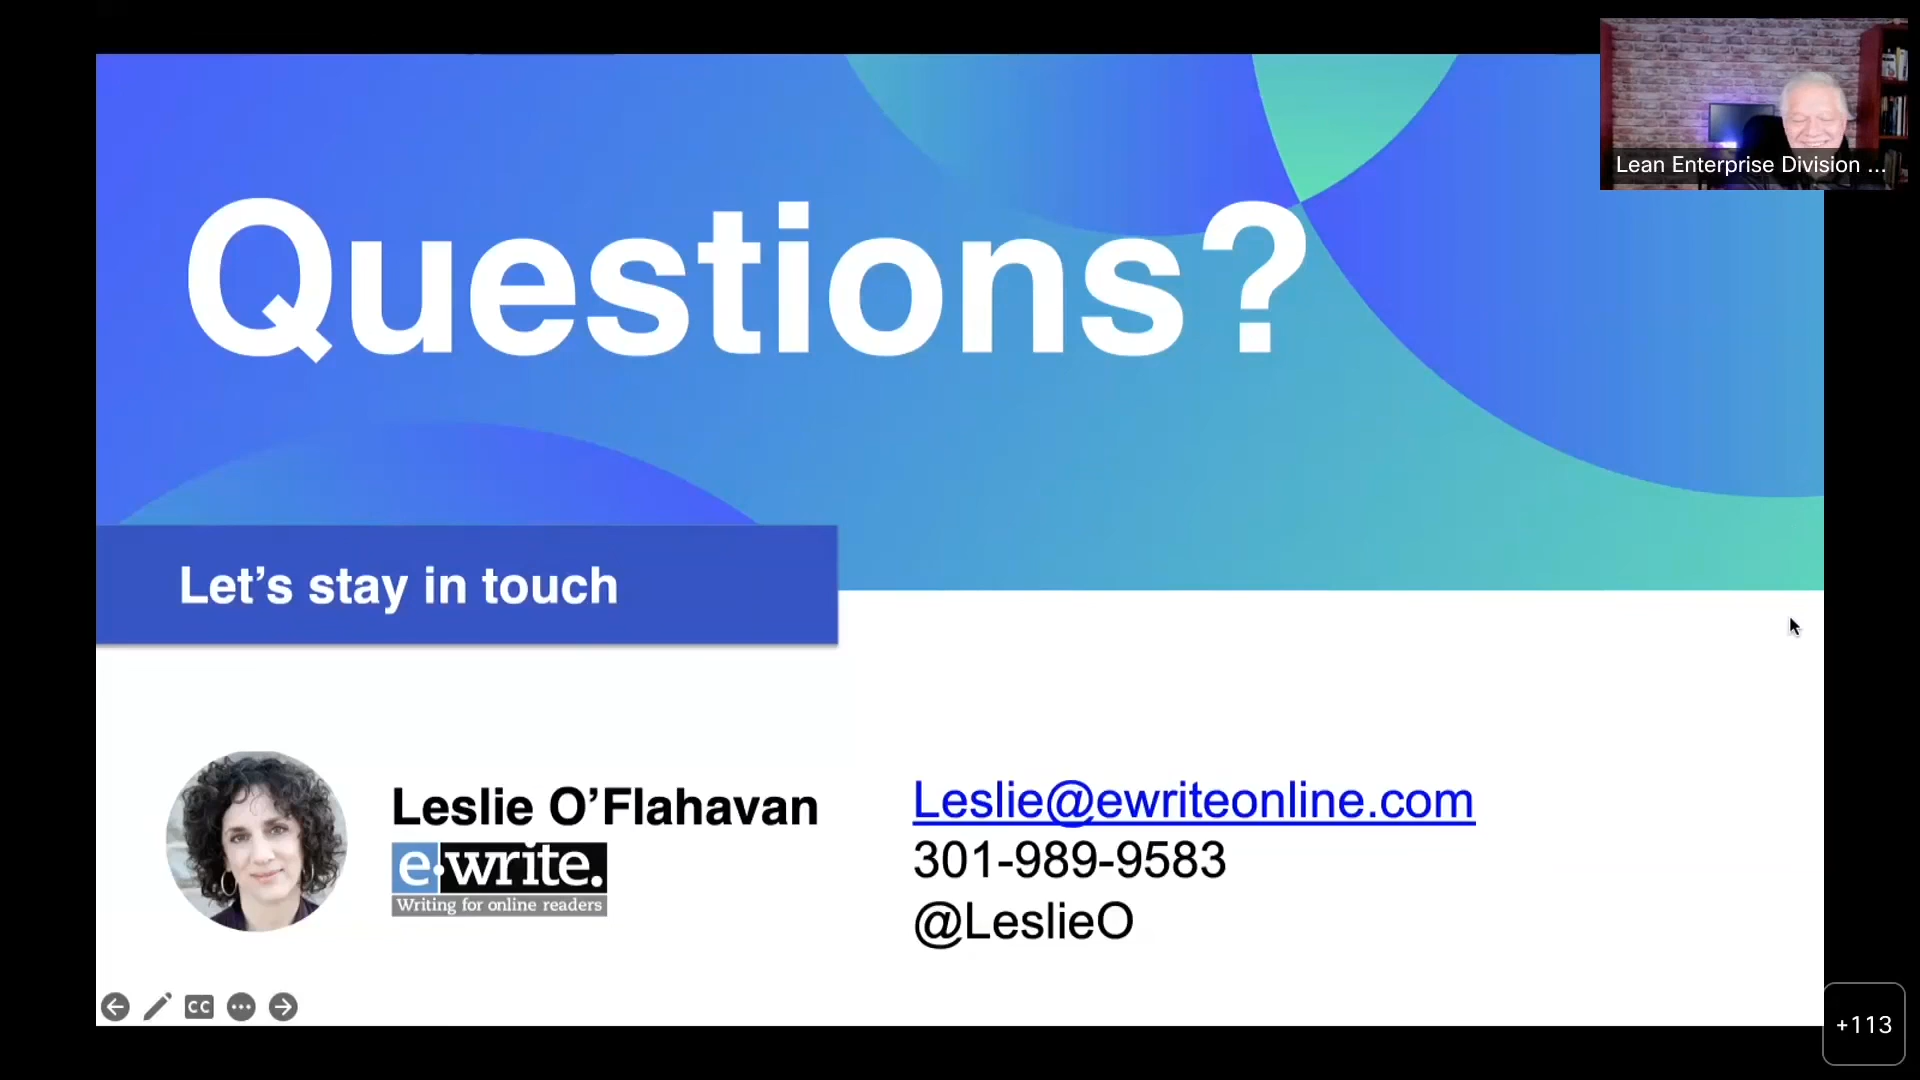 Lean Enterprise Division ...
Questions?
Let’s stay in touch
Leslie O’Flahavan
e·write.
Writing for online readers
Leslie@ewriteonline.com
301-989-9583
@LeslieO
CC
+113